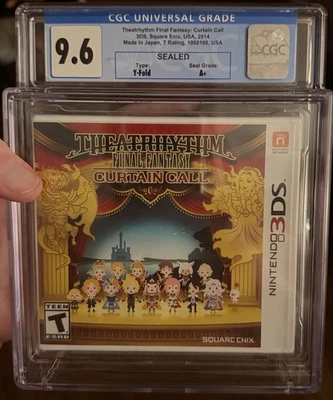 CGC UNIVERSAL GRADE
9.6
Theatrhythm Final Fantasy: Curtain Call
3DS, Square Enix, USA, 2014
Made in Japan, T Rating, 1960100, USA
SEALED
Type: Seal Grade:
Y-Fold A+
CGC
THEATRHYTHM
FINAL FANTASY
CURTAIN CALL
NINTENDO 3DS
TEEN
T
ESRB
SQUARE ENIX